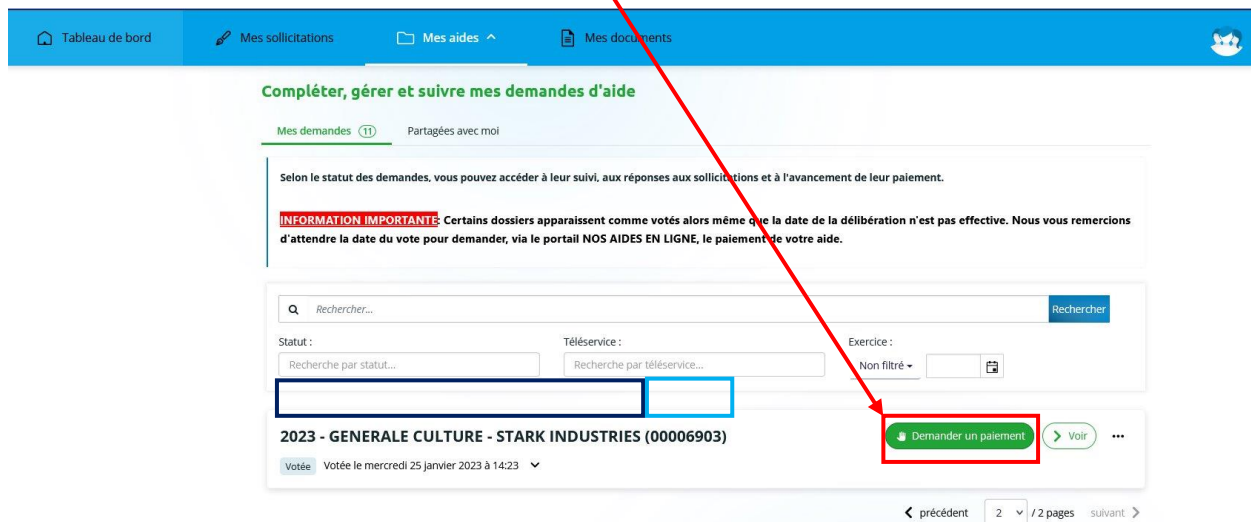 Tableau de bord Mes sollicitations Mes aides Mes documents
Compléter, gérer et suivre mes demandes d'aide
Mes demandes 11 Partagées avec moi
Selon le statut des demandes, vous pouvez accéder à leur suivi, aux réponses aux sollicitations et à l'avancement de leur paiement.
INFORMATION IMPORTANTE: Certains dossiers apparaissent comme votés alors même que la date de la délibération n'est pas effective. Nous vous remercions
d'attendre la date du vote pour demander, via le portail NOS AIDES EN LIGNE, le paiement de votre aide.
Rechercher... Rechercher
Statut : Téléservice : Exercice :
Recherche par statut... Recherche par téléservice... Non filtré
2023 - GENERALE CULTURE - STARK INDUSTRIES (00006903) Demander un paiement Voir ...
Votée Votée le mercredi 25 janvier 2023 à 14:23
précédent 2 / 2 pages suivant